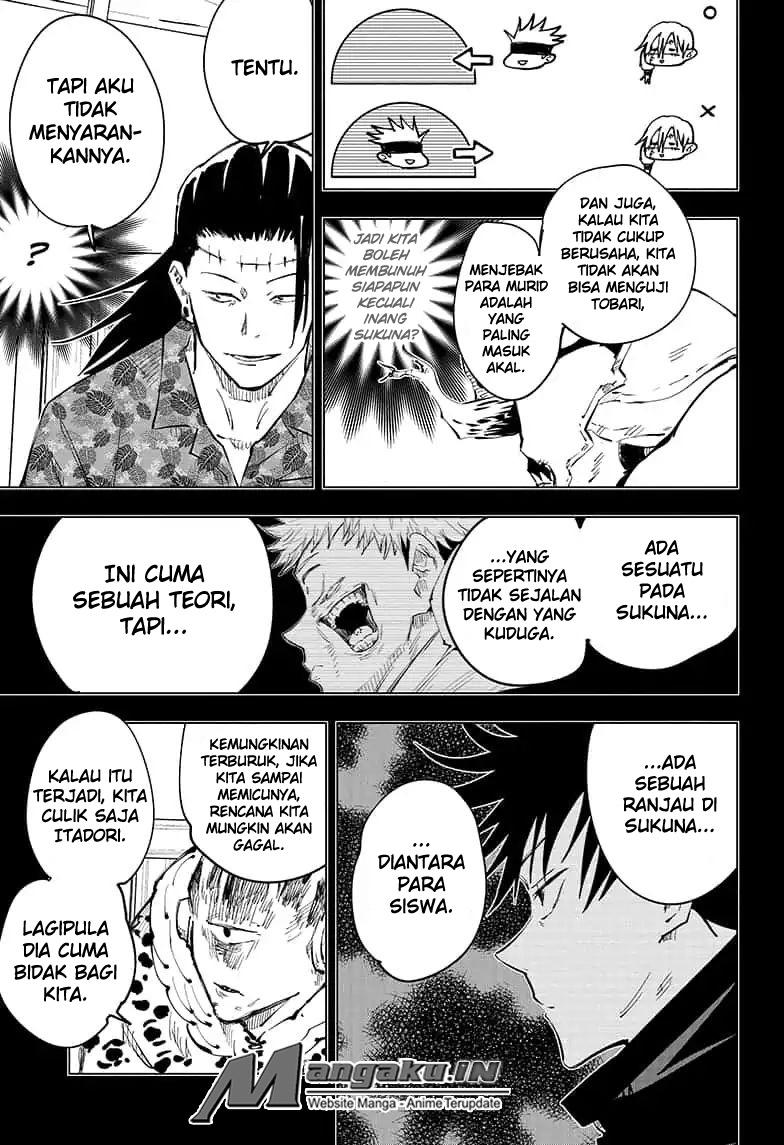 DAN JUGA,
KALAU KITA
TIDAK CUKUP
BERUSAHA, KITA
TIDAK AKAN
BISA MENGUJI
TOBARI,
MENJEBAK
PARA MURID
ADALAH
YANG
PALING
MASUK
AKAL.
JADI KITA
BOLEH
MEMBUNUH
SIAPAPUN
KECUALI
INANG
SUKUNA?
TENTU.
TAPI AKU
TIDAK
MENYARAN-
KANNYA.
?
ADA
SESUATU
PADA
SUKUNA
...YANG
SEPERTINYA
TIDAK SEJALAN
DENGAN YANG
KUDUGA.
INI CUMA
SEBUAH TEORI,
TAPI...
...ADA
SEBUAH
RANJAU DI
SUKUNA...
...
DIANTARA
PARA
SISWA.
KEMUNGKINAN
TERBURUK, JIKA
KITA SAMPAI
MEMICUNYA,
RENCANA KITA
MUNGKIN AKAN
GAGAL.
KALAU ITU
TERJADI, KITA
CULIK SAJA
ITADORI.
LAGIPULA
DIA CUMA
BIDAK BAGI
KITA.
Mangaku.IN
Website Manga - Anime Terupdate